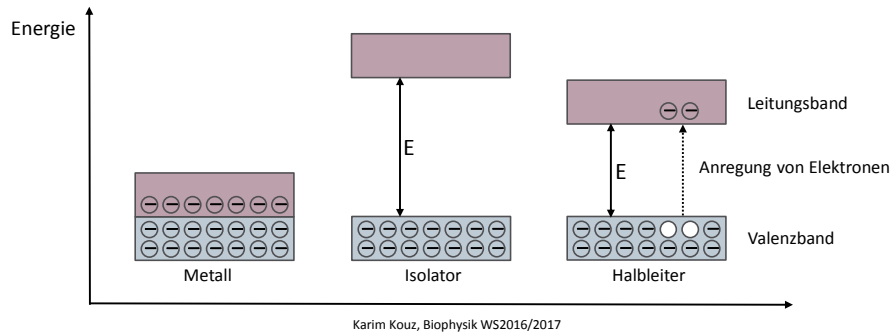 Energie
E
E
Leitungsband
Anregung von Elektronen
Valenzband
Metall
Isolator
Halbleiter
Karim Kouz, Biophysik WS2016/2017